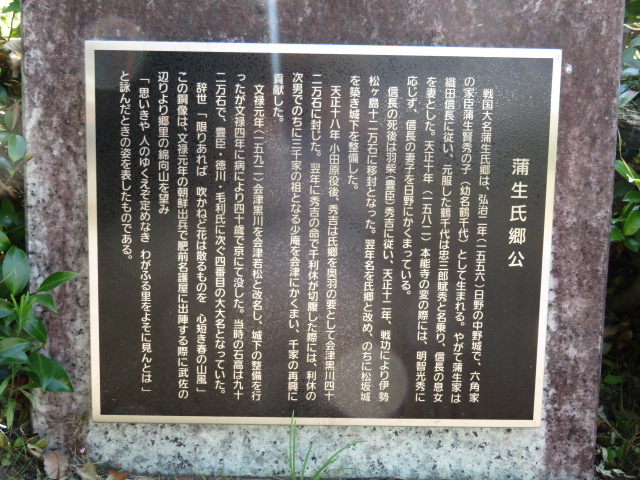 蒲生氏郷公
戦国大名蒲生氏郷は、弘治二年（一五五六）日野の中野城で、六角家
の家臣蒲生賢秀の子（幼名鶴千代）として生まれる。やがて蒲生家は
織田信長に従い、元服した鶴千代は忠三郎賦秀と名乗り、信長の息女
を妻とした。天正十年（一五八二）本能寺の変の際には、明智光秀に
応じず、信長の妻子を日野にかくまっている。
信長の死後は羽柴（豊臣）秀吉に従い、天正十二年、戦功により伊勢
松ヶ島十二万石に移封となった。翌年名を氏郷と改め、のちに松坂城
を築き城下を整備した。
天正十八年小田原役後、秀吉は氏郷を奥羽の要として会津黒川四十
二万石に封じた。翌年に秀吉の命で千利休が切腹した際には、利休の
次男でのちに三千家の祖となる少庵を会津にかくまい、千家の再興に
貢献した。
文禄元年（一五九二）会津黒川を会津若松と改名し、城下の整備を行
ったが文禄四年に病により四十歳で京にて没した。当時の石高は九十
二万石で、豊臣・徳川・毛利氏に次ぐ四番目の大大名となっていた。
辞世「限りあれば 吹かねど花は散るものを 心短き春の山風」
この銅像は、文禄元年の朝鮮出兵で肥前名護屋に出陣する際に武佐の
辺りより郷里の綿向山を望み
「思いきや 人のゆくえぞ定めなき わがふる里をよそに見んとは」
と詠んだときの姿を表したものである。